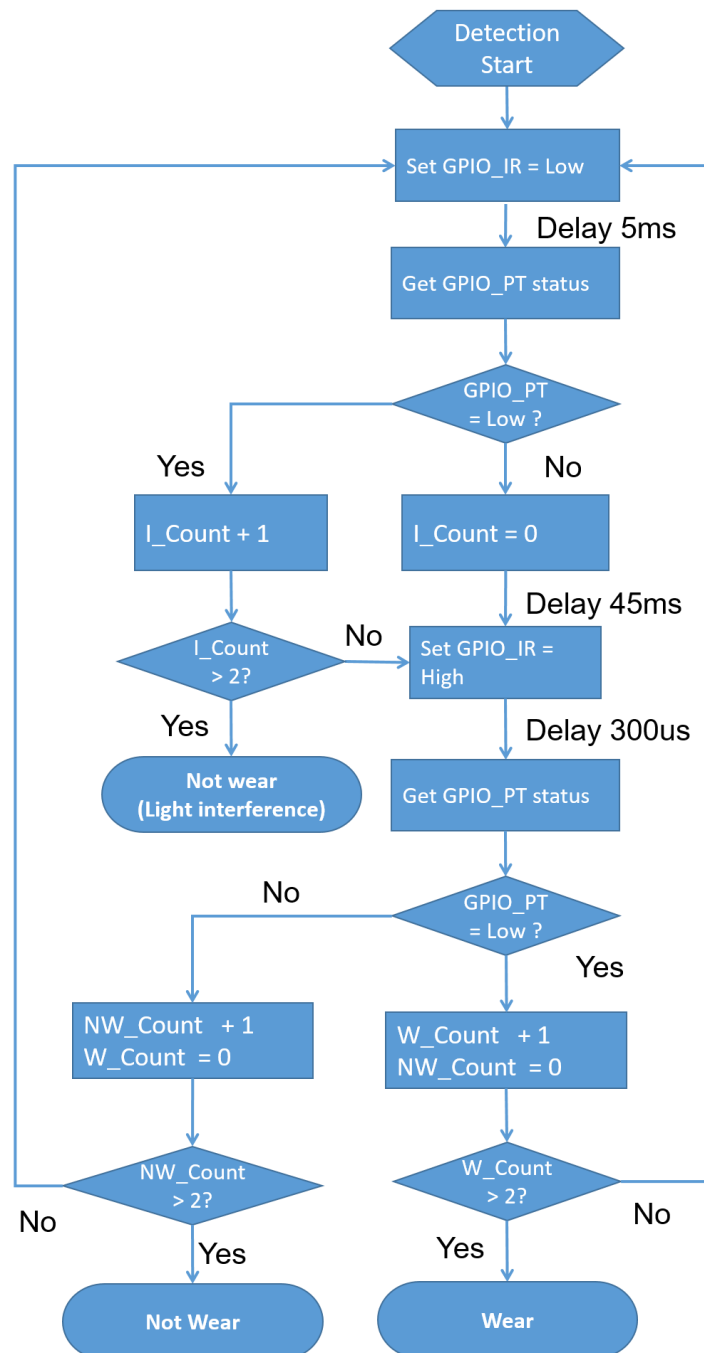 Detection
Start
Set GPIO_IR = Low
Delay 5ms
Get GPIO_PT status
GPIO_PT
= Low ?
Yes
No
I_Count + 1
I_Count = 0
Delay 45ms
I_Count
> 2?
No
Set GPIO_IR =
High
Yes
Delay 300us
Not wear
(Light interference)
Get GPIO_PT status
GPIO_PT
= Low ?
No
Yes
NW_Count + 1
W_Count = 0
W_Count + 1
NW_Count = 0
NW_Count
> 2?
W_Count
> 2?
No
Yes
Yes
No
Not Wear
Wear